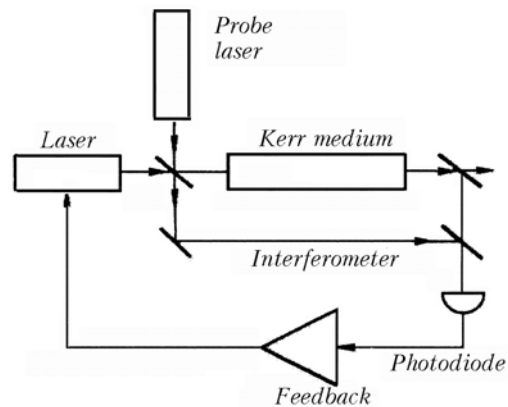 Probe
laser
Laser
Kerr medium
Interferometer
Photodiode
Feedback